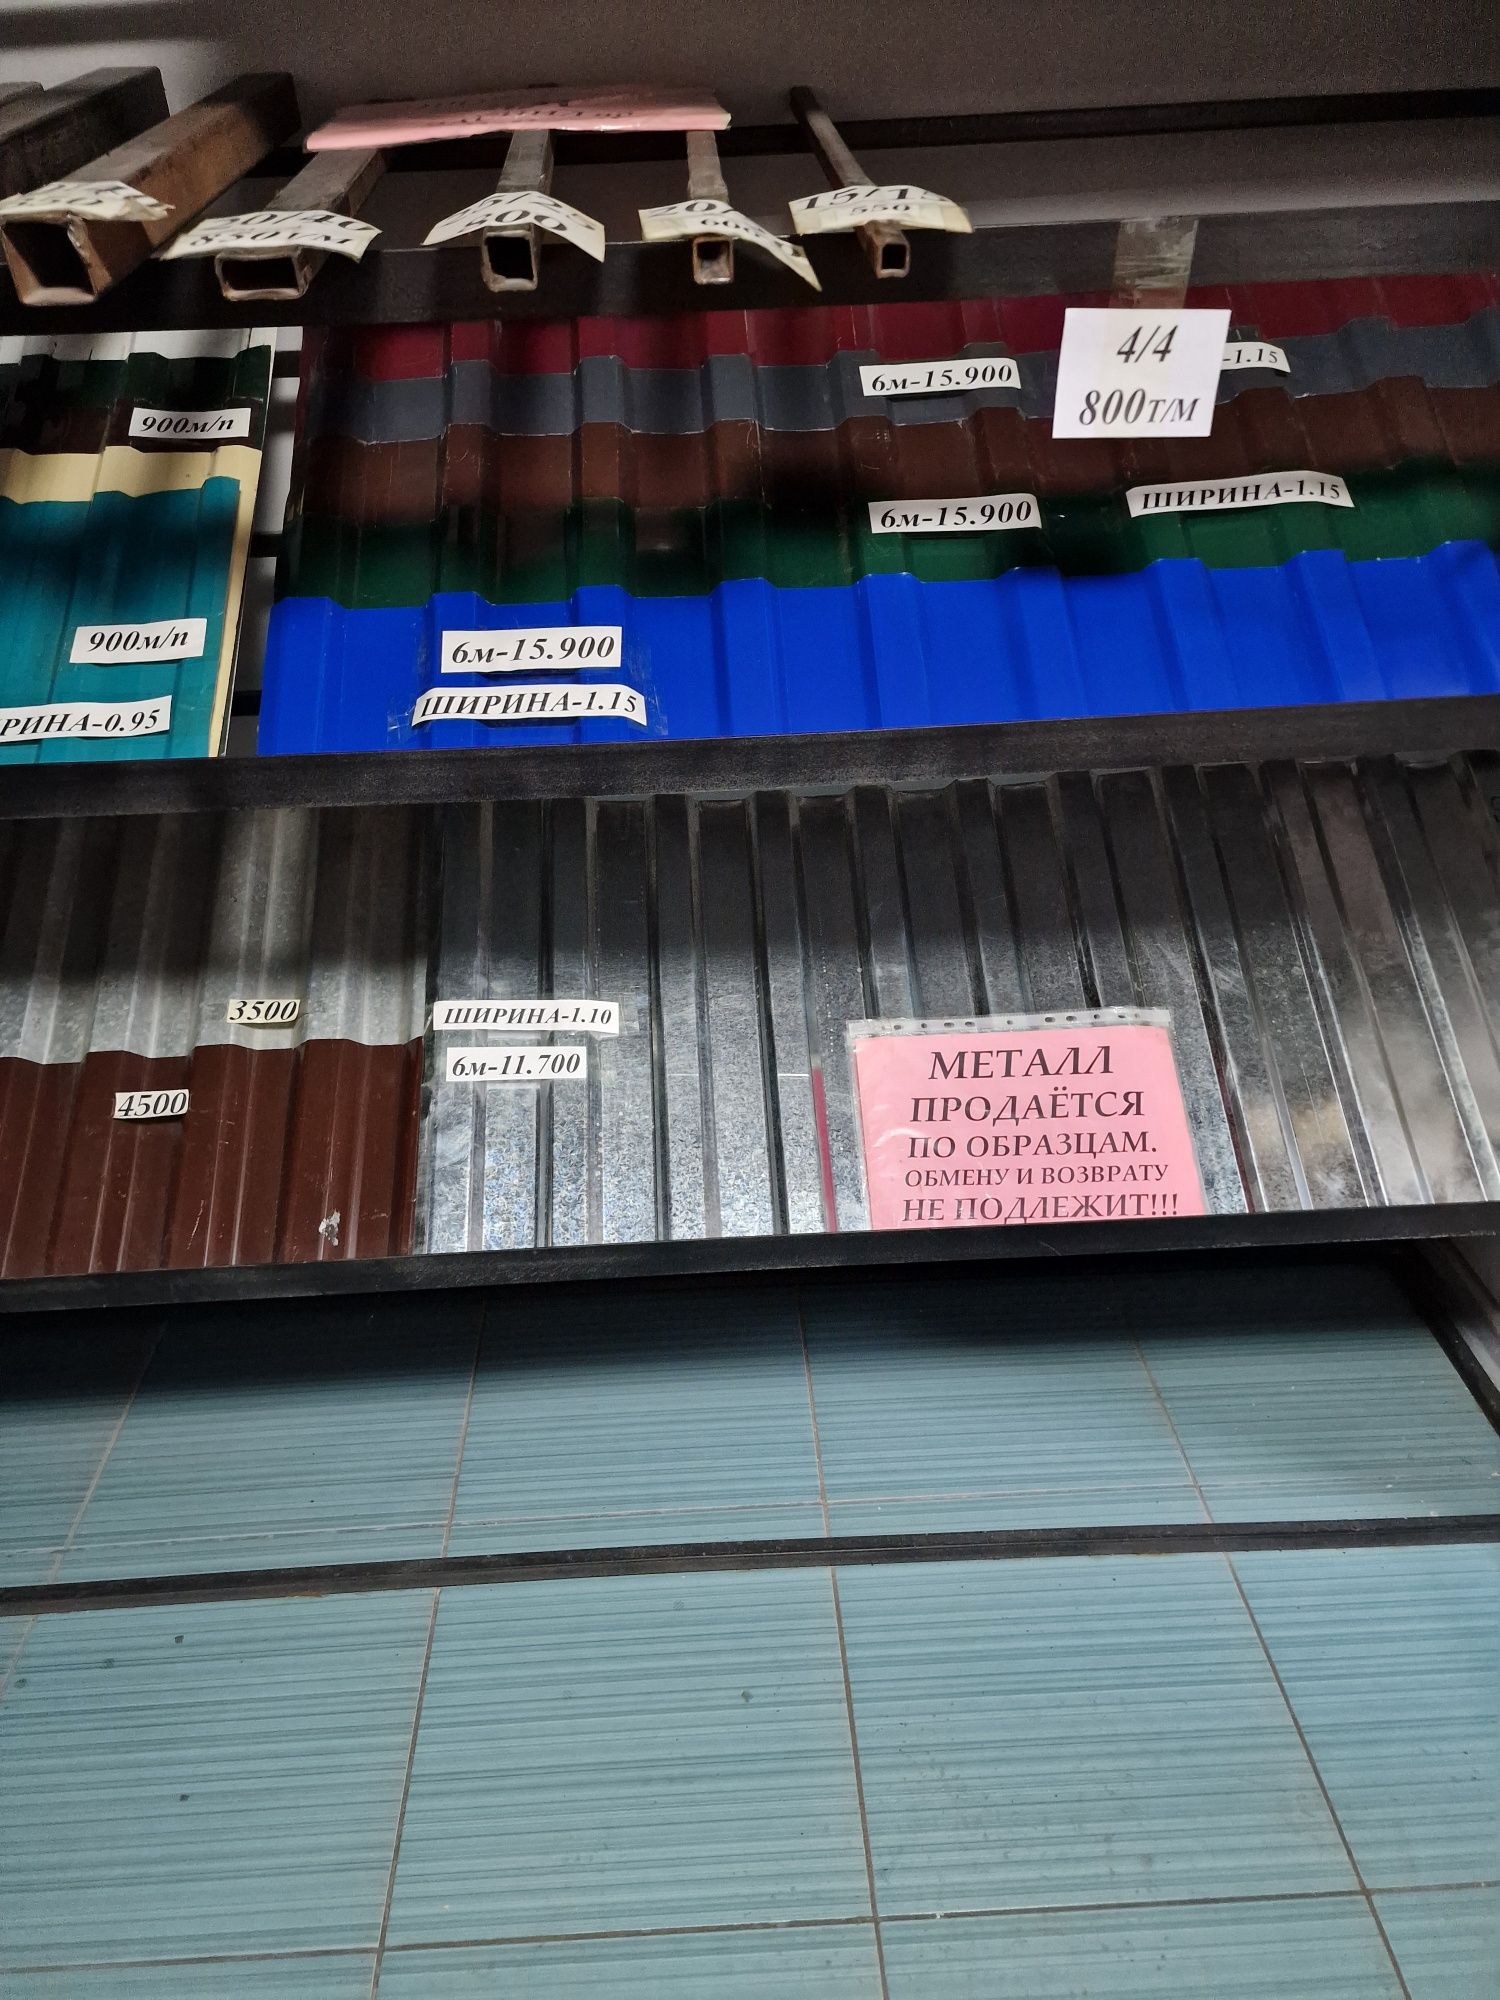 20/40
850т/м
15/15
550
4/4
800т/м
6м-15.900
-1.15
900м/п
6м-15.900
ШИРИНА-1.15
900м/п
6м-15.900
ШИРИНА-1.15
РИНА-0.95
3500
ШИРИНА-1.10
6м-11.700
4500
МЕТАЛЛ
ПРОДАЁТСЯ
ПО ОБРАЗЦАМ.
ОБМЕНУ И ВОЗВРАТУ
НЕ ПОДЛЕЖИТ!!!